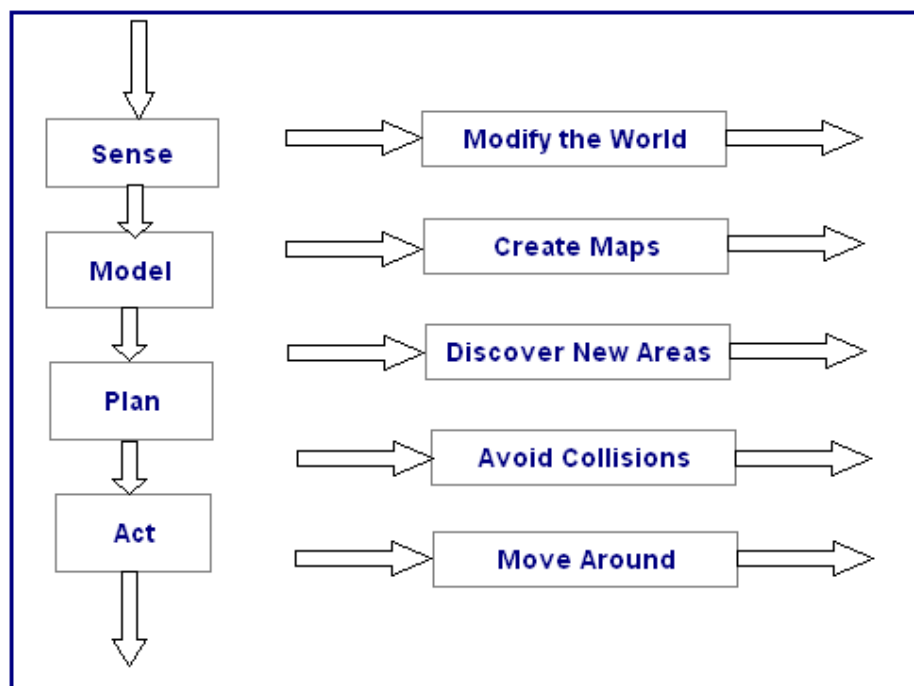 Sense
Model
Plan
Act
Modify the World
Create Maps
Discover New Areas
Avoid Collisions
Move Around